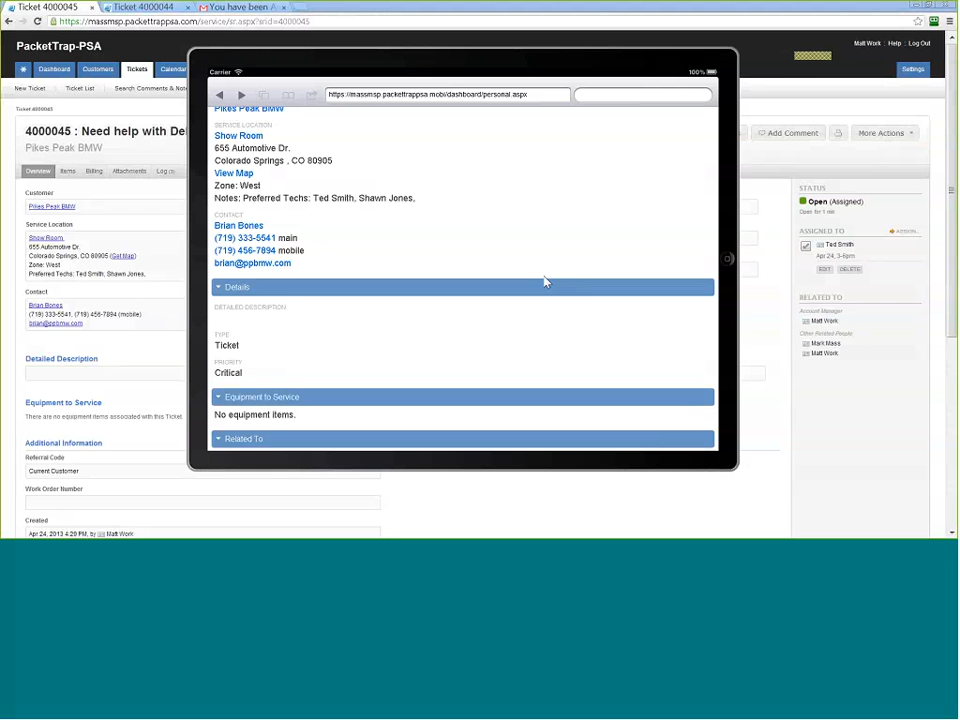 Ticket 4000045
Ticket 4000044
You have been A
https://massmsp.packettrappsa.com/service/sr.aspx?srid=4000045
PacketTrap-PSA
Matt Work | Help | Log Out
Dashboard
Customers
Tickets
Calendar
Settings
New Ticket
Ticket List
Search Comments & No
Ticket 4000045
4000045 : Need help with De
Pikes Peak BMW
Add Comment
More Actions
Overview
Items
Billing
Attachments
Log
Customer
Pikes Peak BMW
Service Location
Show Room
655 Automotive Dr.
Colorado Springs, CO 80905 (Get Map)
Zone: West
Preferred Techs: Ted Smith, Shawn Jones,
Contact
Brian Bones
(719) 333-5541, (719) 456-7894 (mobile)
brian@ppbmw.com
Detailed Description
Equipment to Service
There are no equipment items associated with this Ticket.
Additional Information
Referral Code
Current Customer
Work Order Number
Created
Apr 24, 2013 4:20 PM, by Matt Work
Carrier
100%
https://massmsp.packettrappsa.mobi/dashboard/personal.aspx
Pikes Peak BMW
SERVICE LOCATION
Show Room
655 Automotive Dr.
Colorado Springs , CO 80905
View Map
Zone: West
Notes: Preferred Techs: Ted Smith, Shawn Jones,
CONTACT
Brian Bones
(719) 333-5541 main
(719) 456-7894 mobile
brian@ppbmw.com
Details
DETAILED DESCRIPTION
TYPE
Ticket
PRIORITY
Critical
Equipment to Service
No equipment items.
Related To
STATUS
Open (Assigned)
Open for 1 min
ASSIGNED TO
ASSIGN...
Ted Smith
Apr 24, 3-6pm
EDIT
DELETE
RELATED TO
Account Manager
Matt Work
Other Related People
Mark Mass
Matt Work